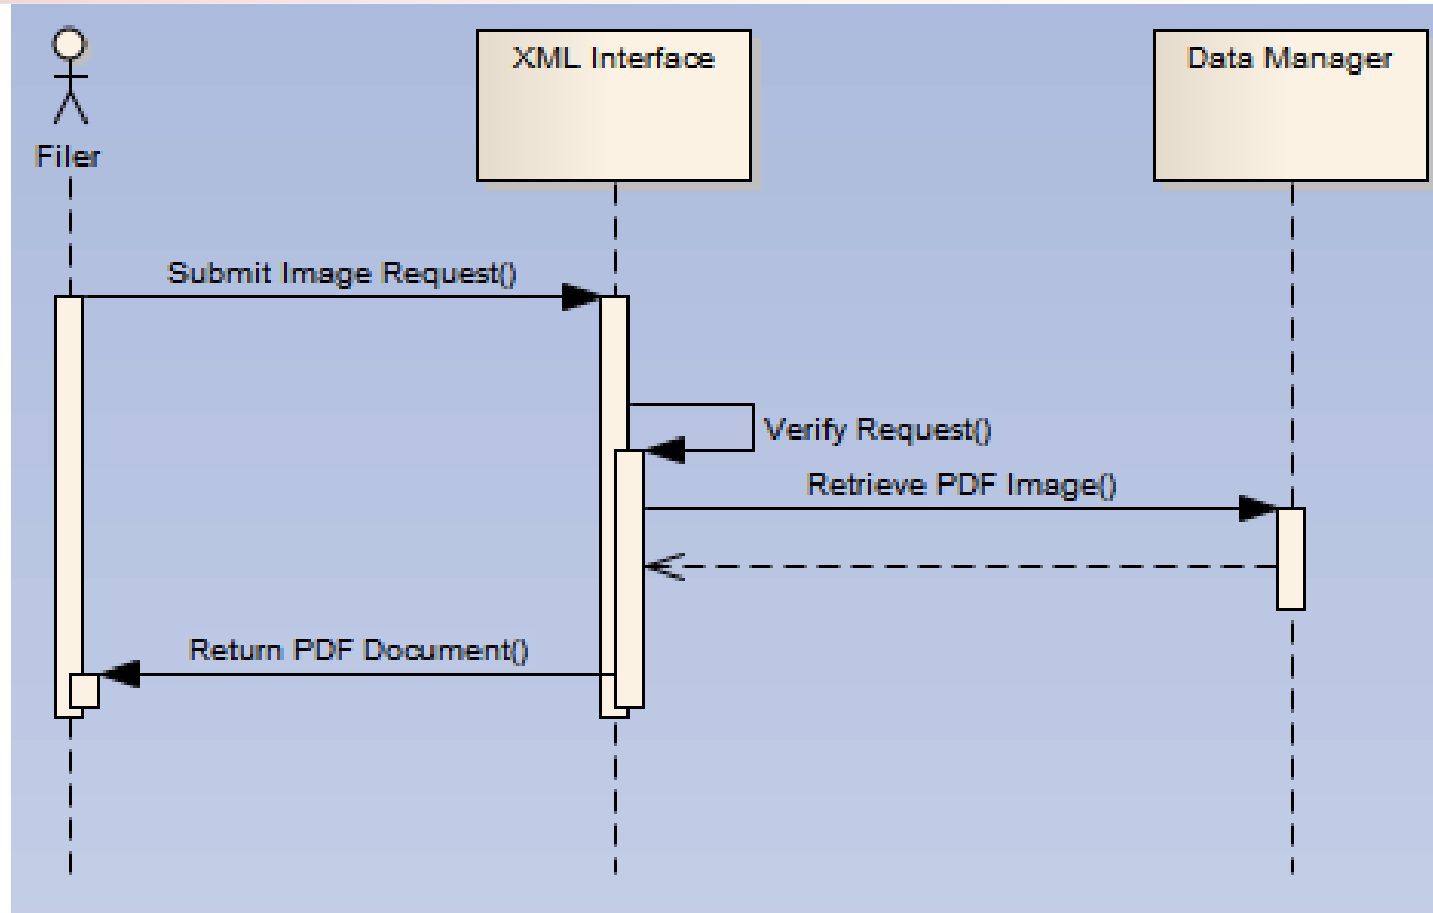 XML Interface
Data Manager
Filer
Submit Image Request()
Verify Request()
Retrieve PDF Image()
Return PDF Document()